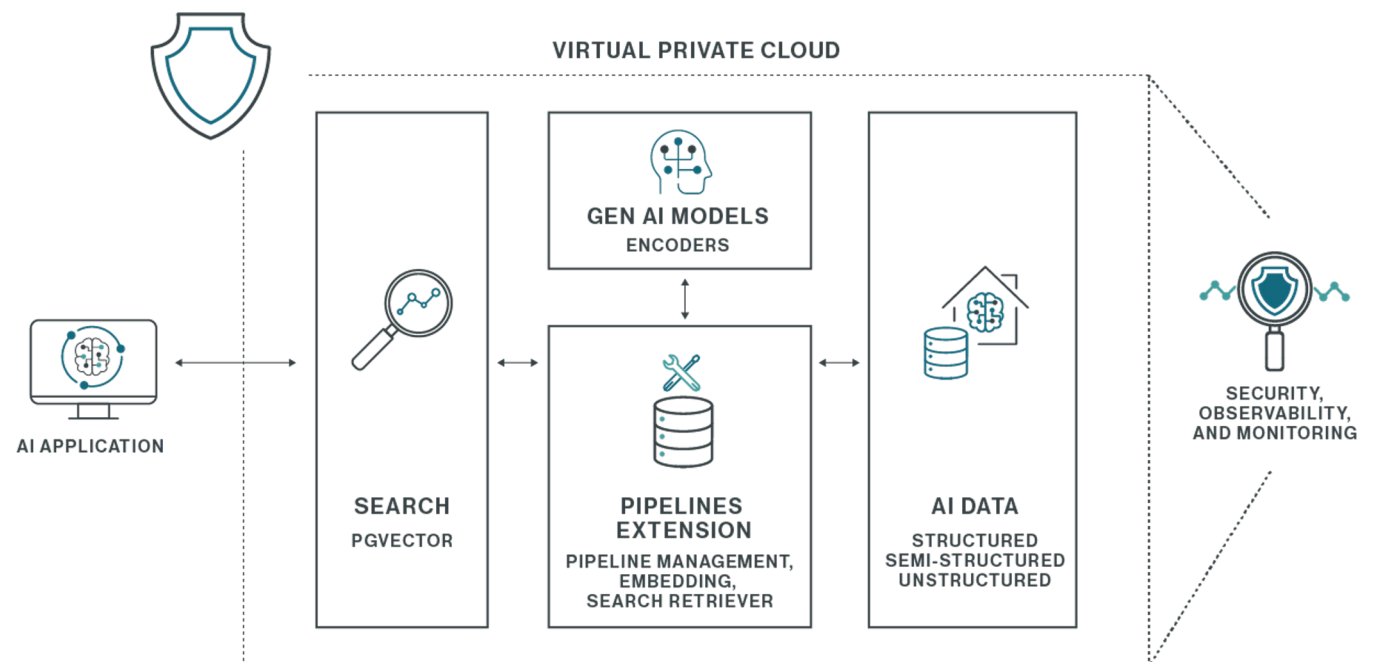 VIRTUAL PRIVATE CLOUD
AI APPLICATION
SEARCH
PGVECTOR
GEN AI MODELS
ENCODERS
PIPELINES
EXTENSION
PIPELINE MANAGEMENT,
EMBEDDING,
SEARCH RETRIEVER
AI DATA
STRUCTURED
SEMI-STRUCTURED
UNSTRUCTURED
SECURITY,
OBSERVABILITY,
AND MONITORING